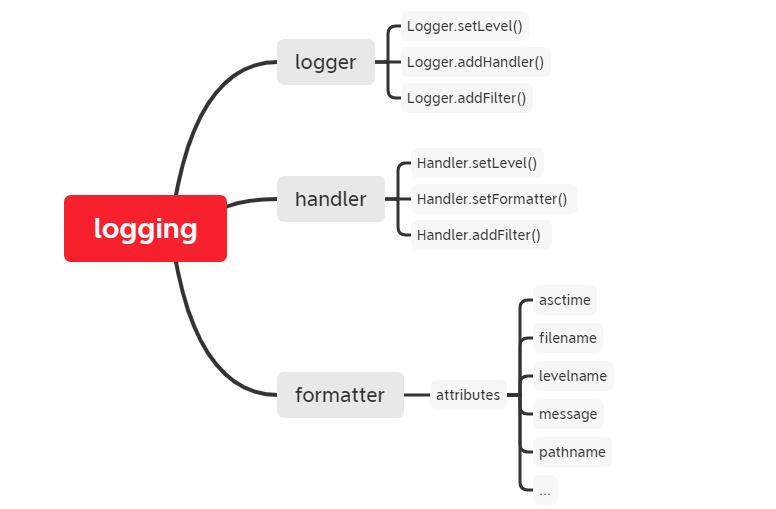 logging
logger
Logger.setLevel()
Logger.addHandler()
Logger.addFilter()
handler
Handler.setLevel()
Handler.setFormatter()
Handler.addFilter()
formatter
attributes
asctime
filename
levelname
message
pathname
...